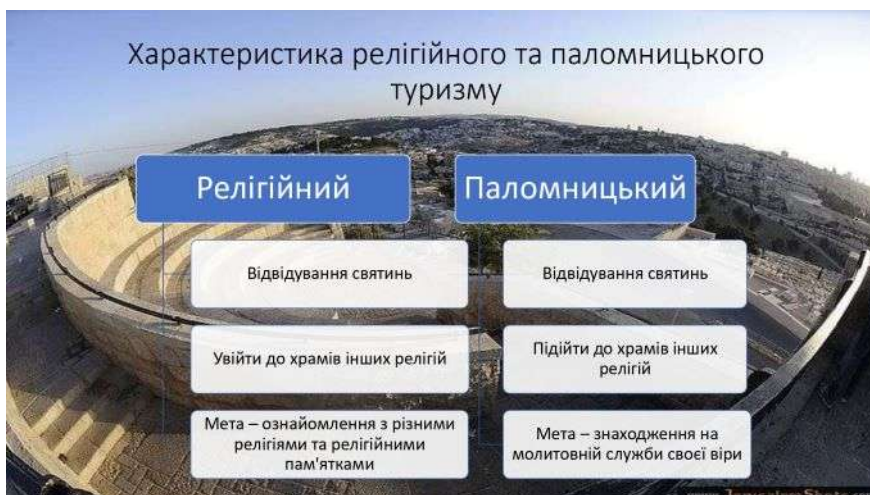 Характеристика релігійного та паломницького
туризму
Релігійний
Відвідування святинь
Увійти до храмів інших релігій
Мета – ознайомлення з різними
релігіями та релігійними
пам'ятками
Паломницький
Відвідування святинь
Підійти до храмів інших
релігій
Мета – знаходження на
молитовній служби своєї віри